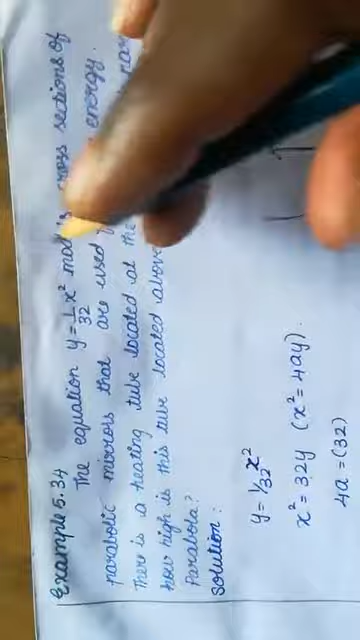 Example 5.34
The equation y = 1/32 x² cross sections of
parabolic mirrors that are used energy.
There is a heating tube located at the
how high is this tube located above
Parabola?
Solution:
y = 1/32 x²
x² = 32y (x² = 4ay).
4a = (32)